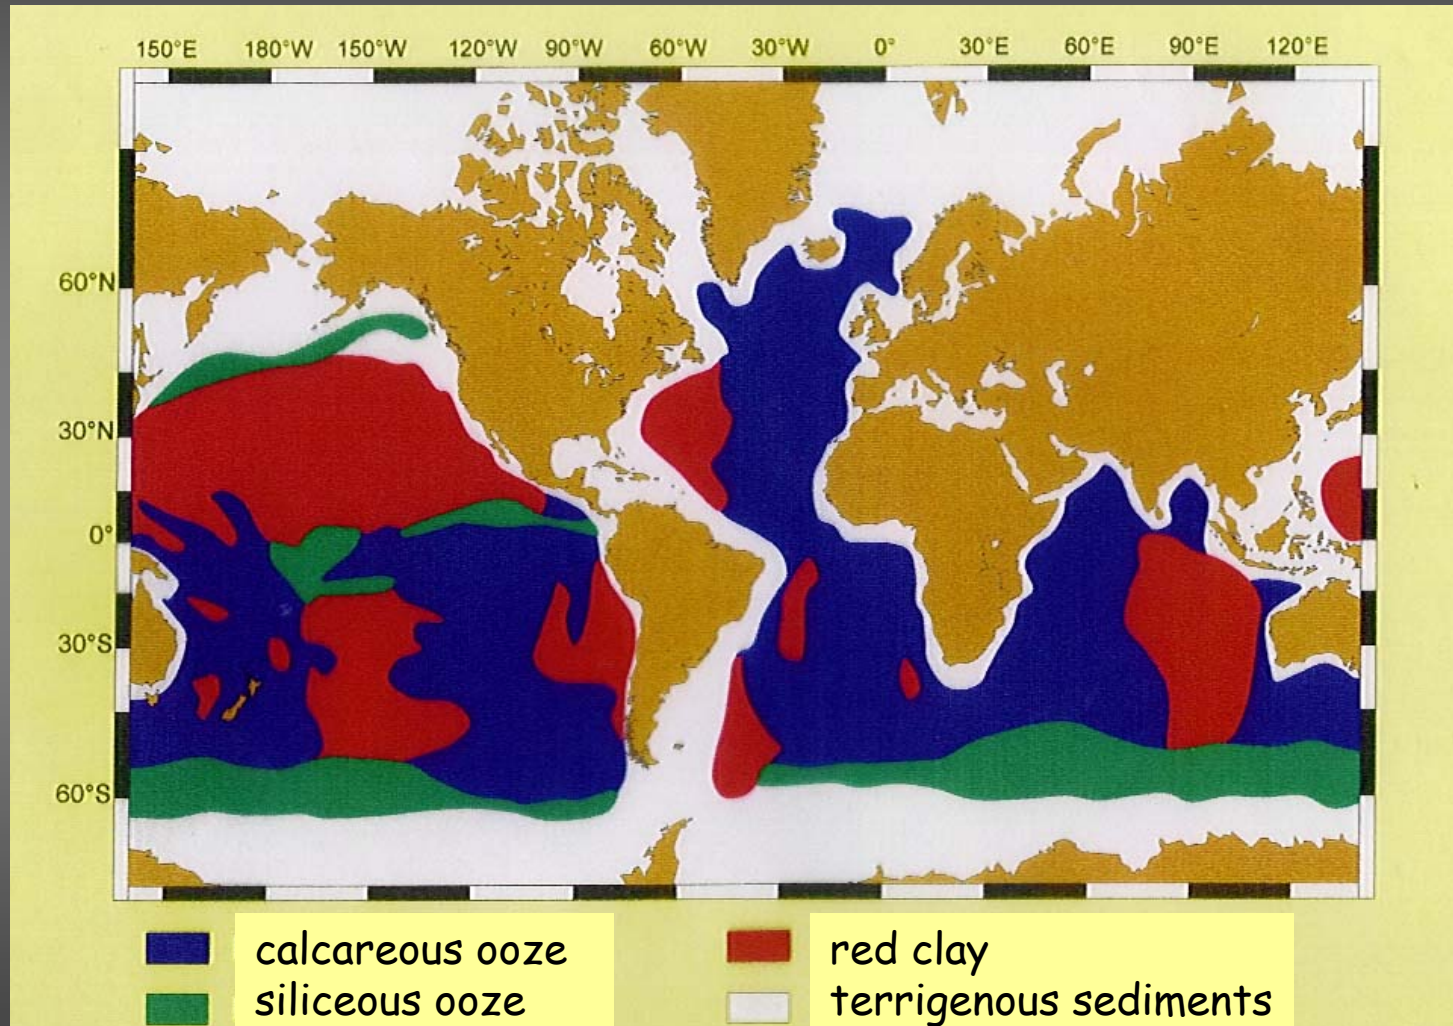 150°E 180°W 150°W 120°W 90°W 60°W 30°W 0° 30°E 60°E 90°E 120°E
60°N
30°N
0°
30°S
60°S
calcareous ooze
siliceous ooze
red clay
terrigenous sediments